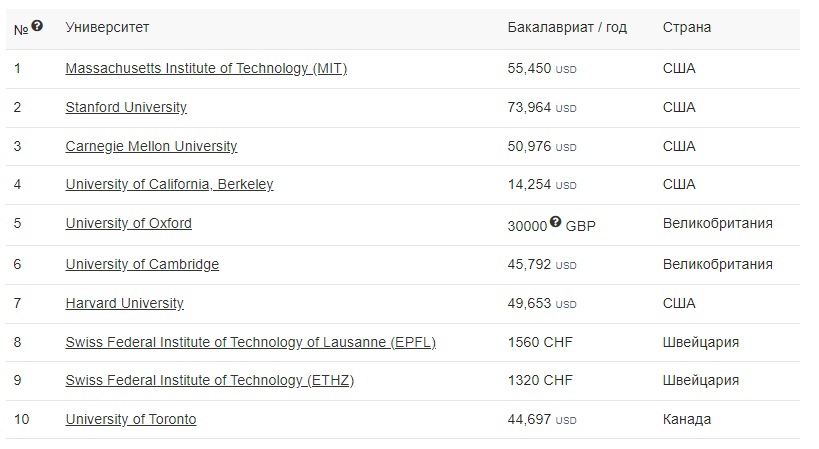 № ? Университет Бакалавриат / год Страна
1 Massachusetts Institute of Technology (MIT) 55,450 USD США
2 Stanford University 73,964 USD США
3 Carnegie Mellon University 50,976 USD США
4 University of California, Berkeley 14,254 USD США
5 University of Oxford 30000 ? GBP Великобритания
6 University of Cambridge 45,792 USD Великобритания
7 Harvard University 49,653 USD США
8 Swiss Federal Institute of Technology of Lausanne (EPFL) 1560 CHF Швейцария
9 Swiss Federal Institute of Technology (ETHZ) 1320 CHF Швейцария
10 University of Toronto 44,697 USD Канада